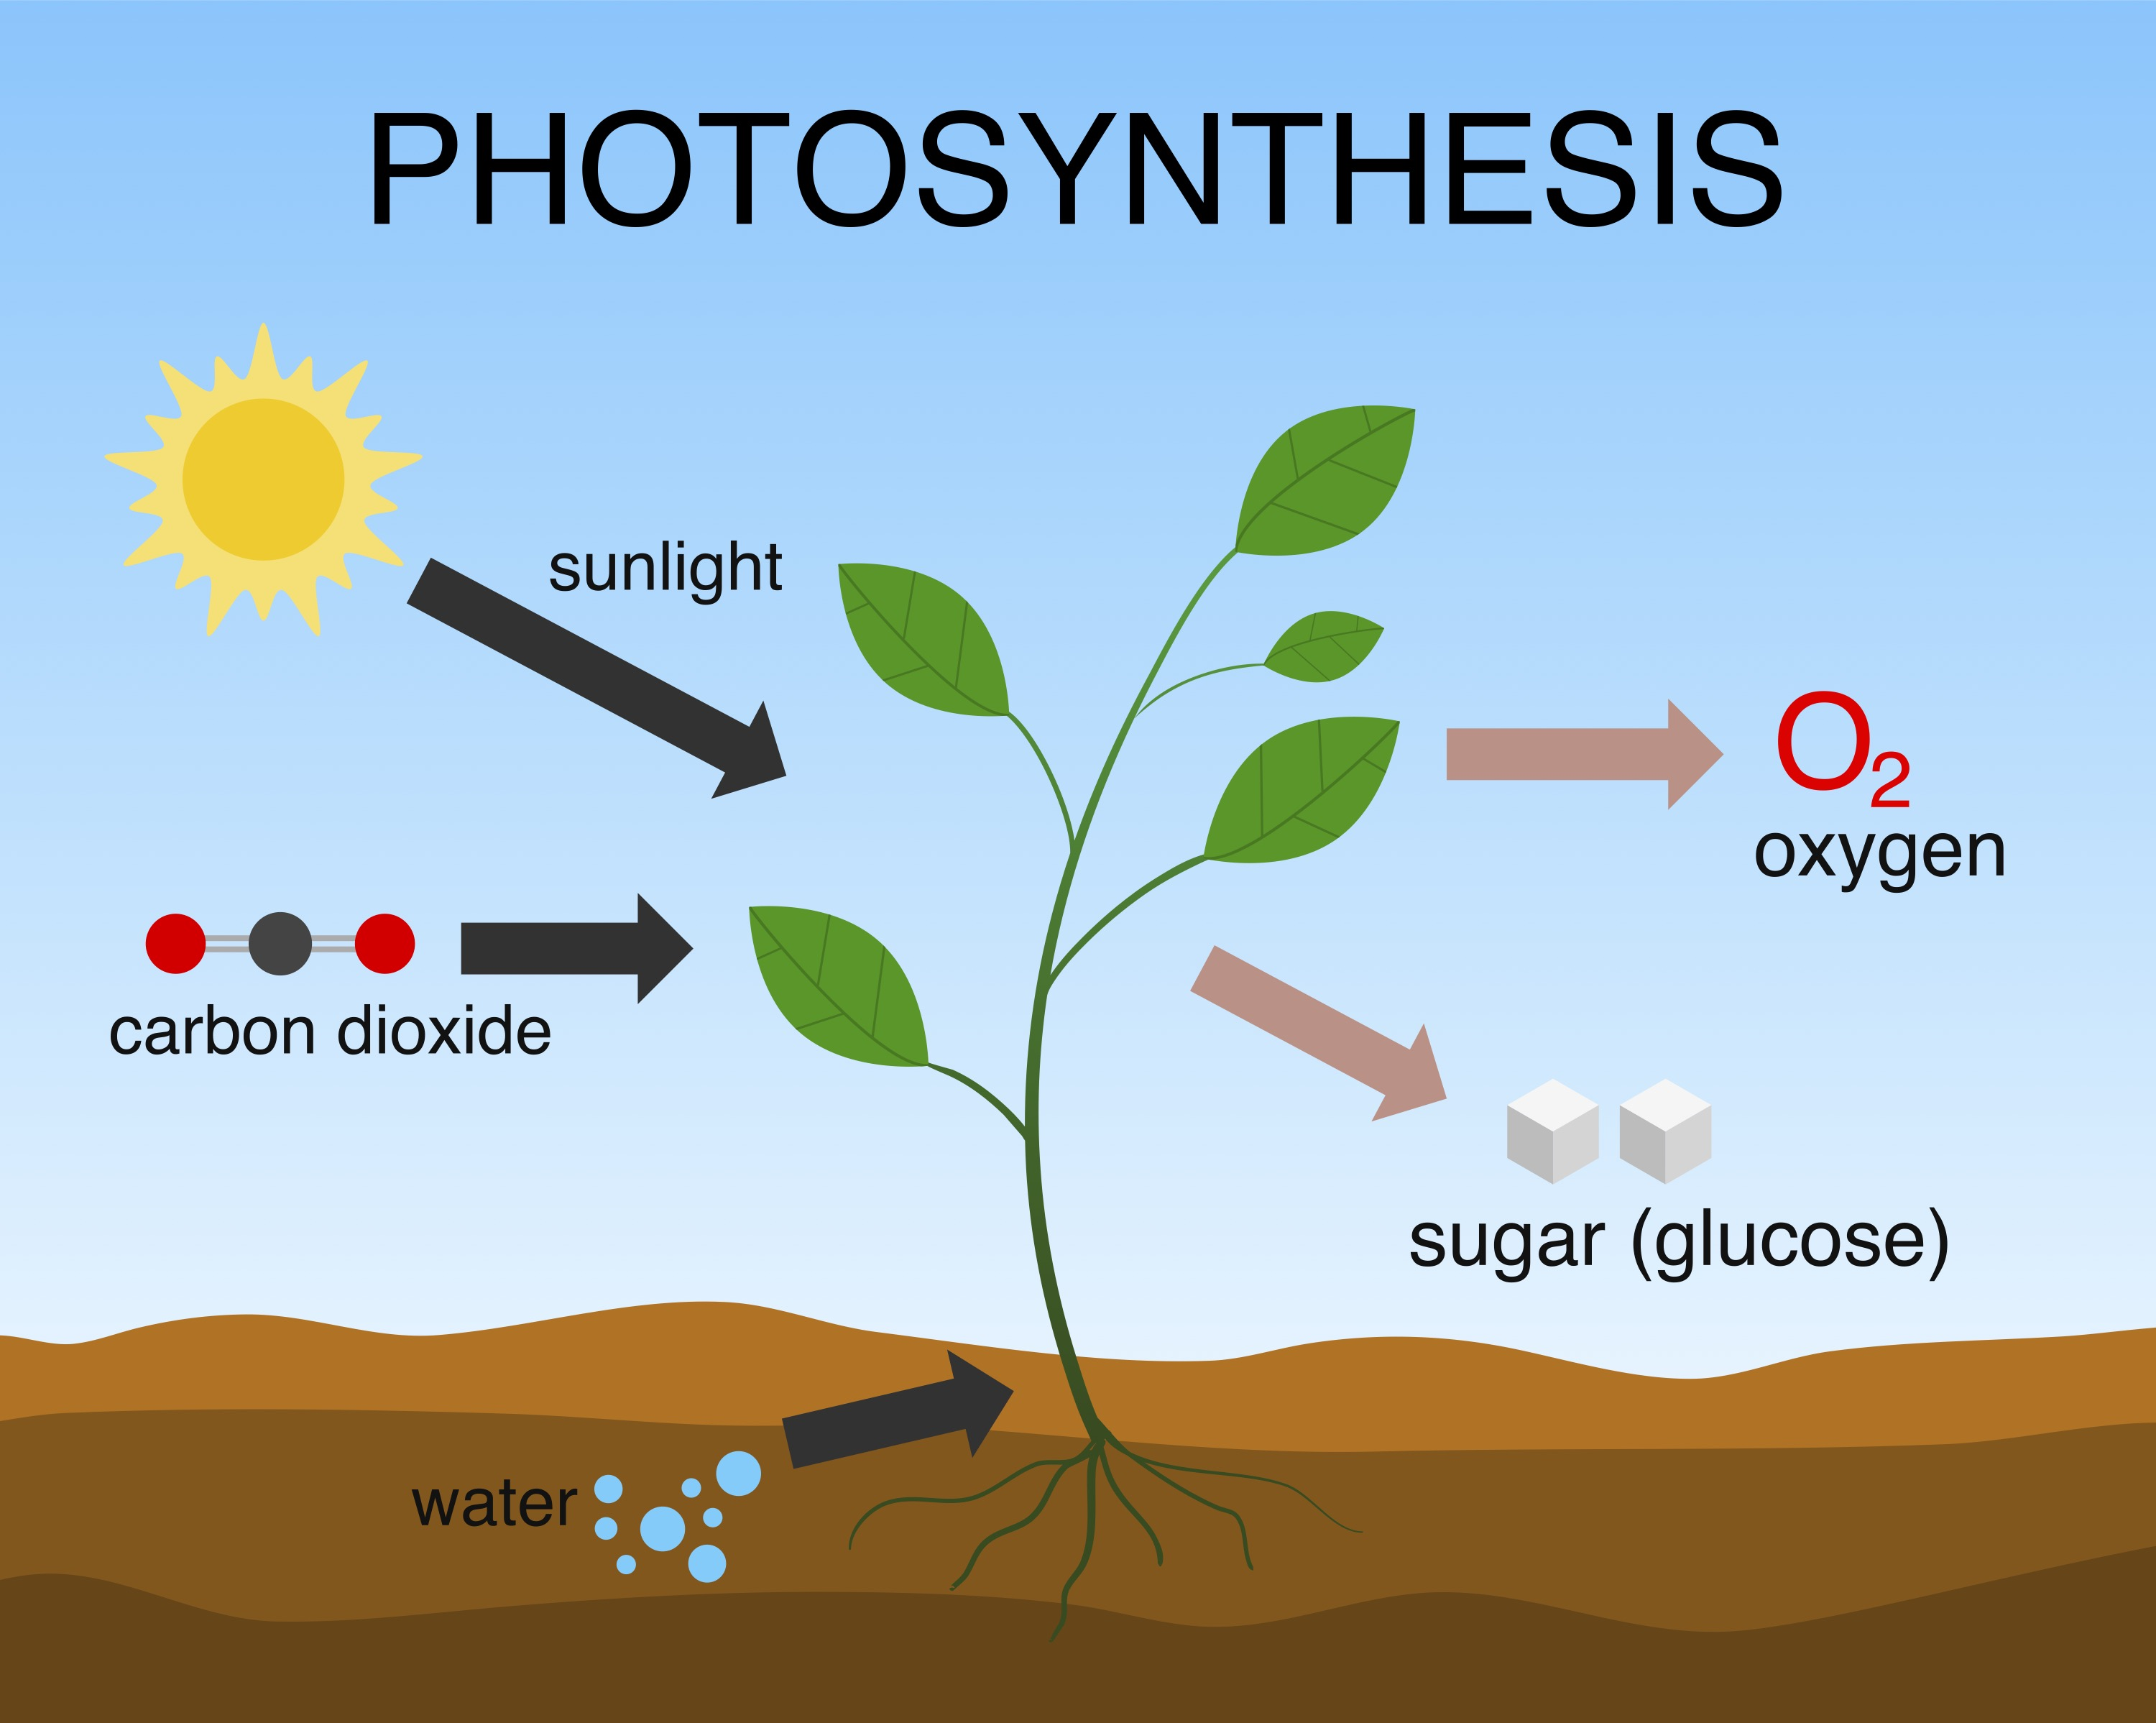 PHOTOSYNTHESIS
sunlight
O₂
oxygen
carbon dioxide
sugar (glucose)
water